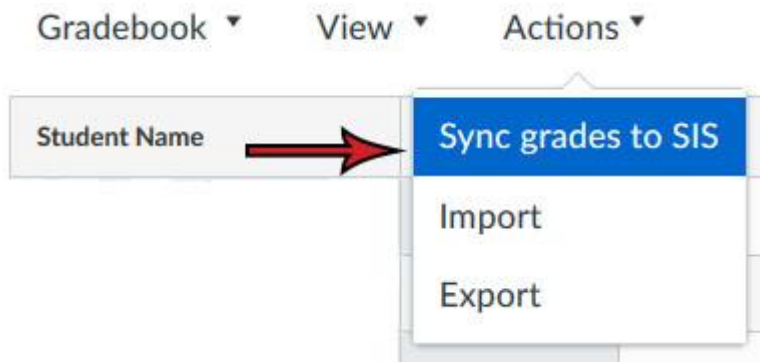 Gradebook View Actions
Student Name
Sync grades to SIS
Import
Export